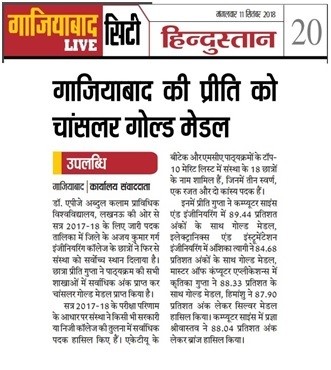 गाजियाबाद LIVE सिटी
मंगलवार 11 सितंबर 2018
हिन्दुस्तान 20
गाजियाबाद की प्रीति को
चांसलर गोल्ड मेडल
उपलब्धि
गाजियाबाद | कार्यालय संवाददाता
डॉ. एपीजे अब्दुल कलाम प्राविधिक
विश्वविद्यालय, लखनऊ की ओर से
सत्र 2017-18 के लिए जारी पदक
तालिका में जिले के अजय कुमार गर्ग
इंजीनियरिंग कॉलेज के छात्रों ने फिर से
संस्था को सर्वोच्च स्थान दिलाया है।
छात्रा प्रीति गुप्ता ने पाठ्यक्रम की सभी
शाखाओं में सर्वाधिक अंक प्राप्त कर
चांसलर गोल्ड मेडल प्राप्त किया है।
सत्र 2017-18 के परीक्षा परिणाम
के आधार पर संस्था ने किसी भी सरकारी
या निजी कॉलेज की तुलना में सर्वाधिक
पदक हासिल किए हैं। एकेटीयू के
बीटेक और एमसीए पाठ्यक्रमों के टॉप-
10 मेरिट लिस्ट में संस्था के 18 छात्रों
के नाम शामिल हैं, जिनमें तीन स्वर्ण,
एक रजत और दो कांस्य पदक हैं।
इनमें प्रीति गुप्ता ने कम्प्यूटर साइंस
एंड इंजीनियरिंग में 89.44 प्रतिशत
अंकों के साथ गोल्ड मेडल,
इलेक्ट्रानिक्स एंड इंस्ट्रूमेंटेशन
इंजीनियरिंग में अंशिका त्यागी ने 84.68
प्रतिशत अंकों के साथ गोल्ड मेडल,
मास्टर ऑफ कंप्यूटर एप्लीकेशन में
कृतिका गुप्ता ने 88.33 प्रतिशत के
साथ गोल्ड मेडल, हिमांशु ने 87.90
प्रतिशत अंक लेकर सिल्वर मेडल
हासिल किया। कम्प्यूटर साइंस में प्रज्ञा
श्रीवास्तव ने 88.04 प्रतिशत अंक
लेकर ब्रांज हासिल किया।